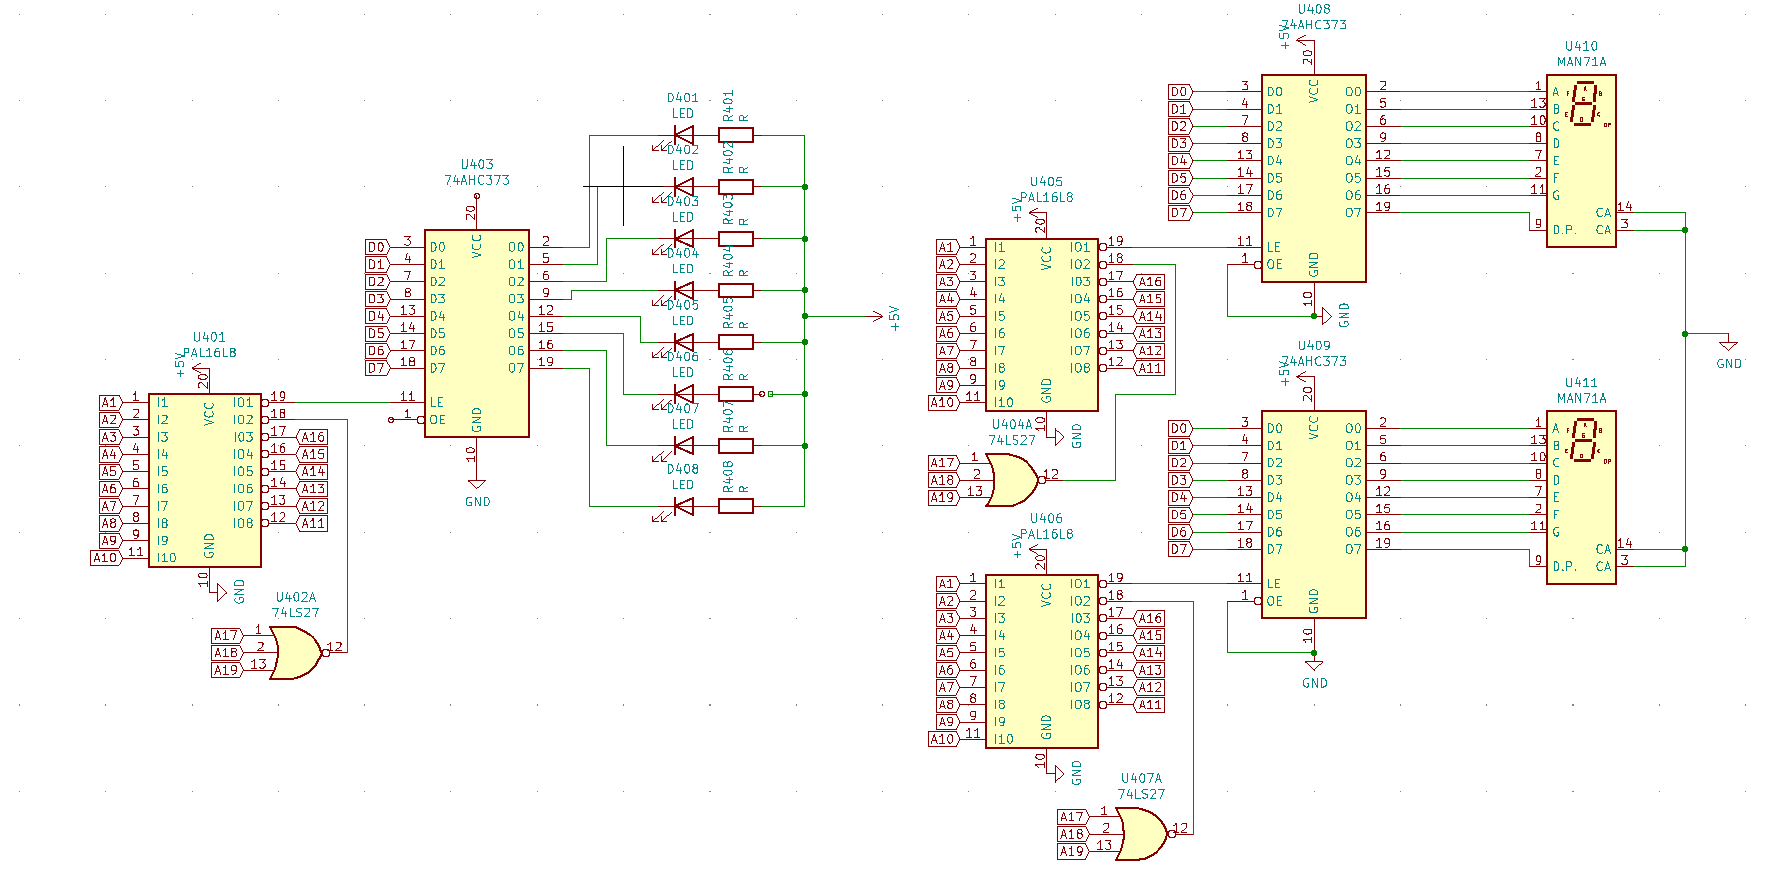 U401
PAL16L8
+5V
20
VCC
A1 1 I1 IO1 19
A2 2 I2 IO2 18
A3 3 I3 IO3 17 A16
A4 4 I4 IO4 16 A15
A5 5 I5 IO5 15 A14
A6 6 I6 IO6 14 A13
A7 7 I7 IO7 13 A12
A8 8 I8 IO8 12 A11
A9 9 I9
A10 11 I10
GND
10
GND
U402A
74LS27
A17 1
A18 2 12
A19 13
U403
74AHC373
20
VCC
D0 3 D0 O0 2
D1 4 D1 O1 5
D2 7 D2 O2 6
D3 8 D3 O3 9
D4 13 D4 O4 12
D5 14 D5 O5 15
D6 17 D6 O6 16
D7 18 D7 O7 19
11 LE
1 OE
GND
10
GND
D401
LED
R401
R
D402
LED
R402
R
D403
LED
R403
R
D404
LED
R404
R
D405
LED
R405
R
D406
LED
R406
R
D407
LED
R407
R
D408
LED
R408
R
+5V
U405
PAL16L8
+5V
20
VCC
A1 1 I1 IO1 19
A2 2 I2 IO2 18
A3 3 I3 IO3 17 A16
A4 4 I4 IO4 16 A15
A5 5 I5 IO5 15 A14
A6 6 I6 IO6 14 A13
A7 7 I7 IO7 13 A12
A8 8 I8 IO8 12 A11
A9 9 I9
A10 11 I10
GND
10
GND
U404A
74LS27
A17 1
A18 2 12
A19 13
U406
PAL16L8
+5V
20
VCC
A1 1 I1 IO1 19
A2 2 I2 IO2 18
A3 3 I3 IO3 17 A16
A4 4 I4 IO4 16 A15
A5 5 I5 IO5 15 A14
A6 6 I6 IO6 14 A13
A7 7 I7 IO7 13 A12
A8 8 I8 IO8 12 A11
A9 9 I9
A10 11 I10
GND
10
GND
U407A
74LS27
A17 1
A18 2 12
A19 13
U408
74AHC373
+5V
20
VCC
D0 3 D0 O0 2
D1 4 D1 O1 5
D2 7 D2 O2 6
D3 8 D3 O3 9
D4 13 D4 O4 12
D5 14 D5 O5 15
D6 17 D6 O6 16
D7 18 D7 O7 19
11 LE
1 OE
GND
10
GND
U410
MAN71A
1 A
13 B
10 C
8 D
7 E
2 F
11 G
CA 14
CA 3
9 D.P.
A
F B
G
E C
D
DP
GND
U409
74AHC373
+5V
20
VCC
D0 3 D0 O0 2
D1 4 D1 O1 5
D2 7 D2 O2 6
D3 8 D3 O3 9
D4 13 D4 O4 12
D5 14 D5 O5 15
D6 17 D6 O6 16
D7 18 D7 O7 19
11 LE
1 OE
GND
10
GND
U411
MAN71A
1 A
13 B
10 C
8 D
7 E
2 F
11 G
CA 14
9 D.P. CA 3
A
F B
G
E C
D
DP